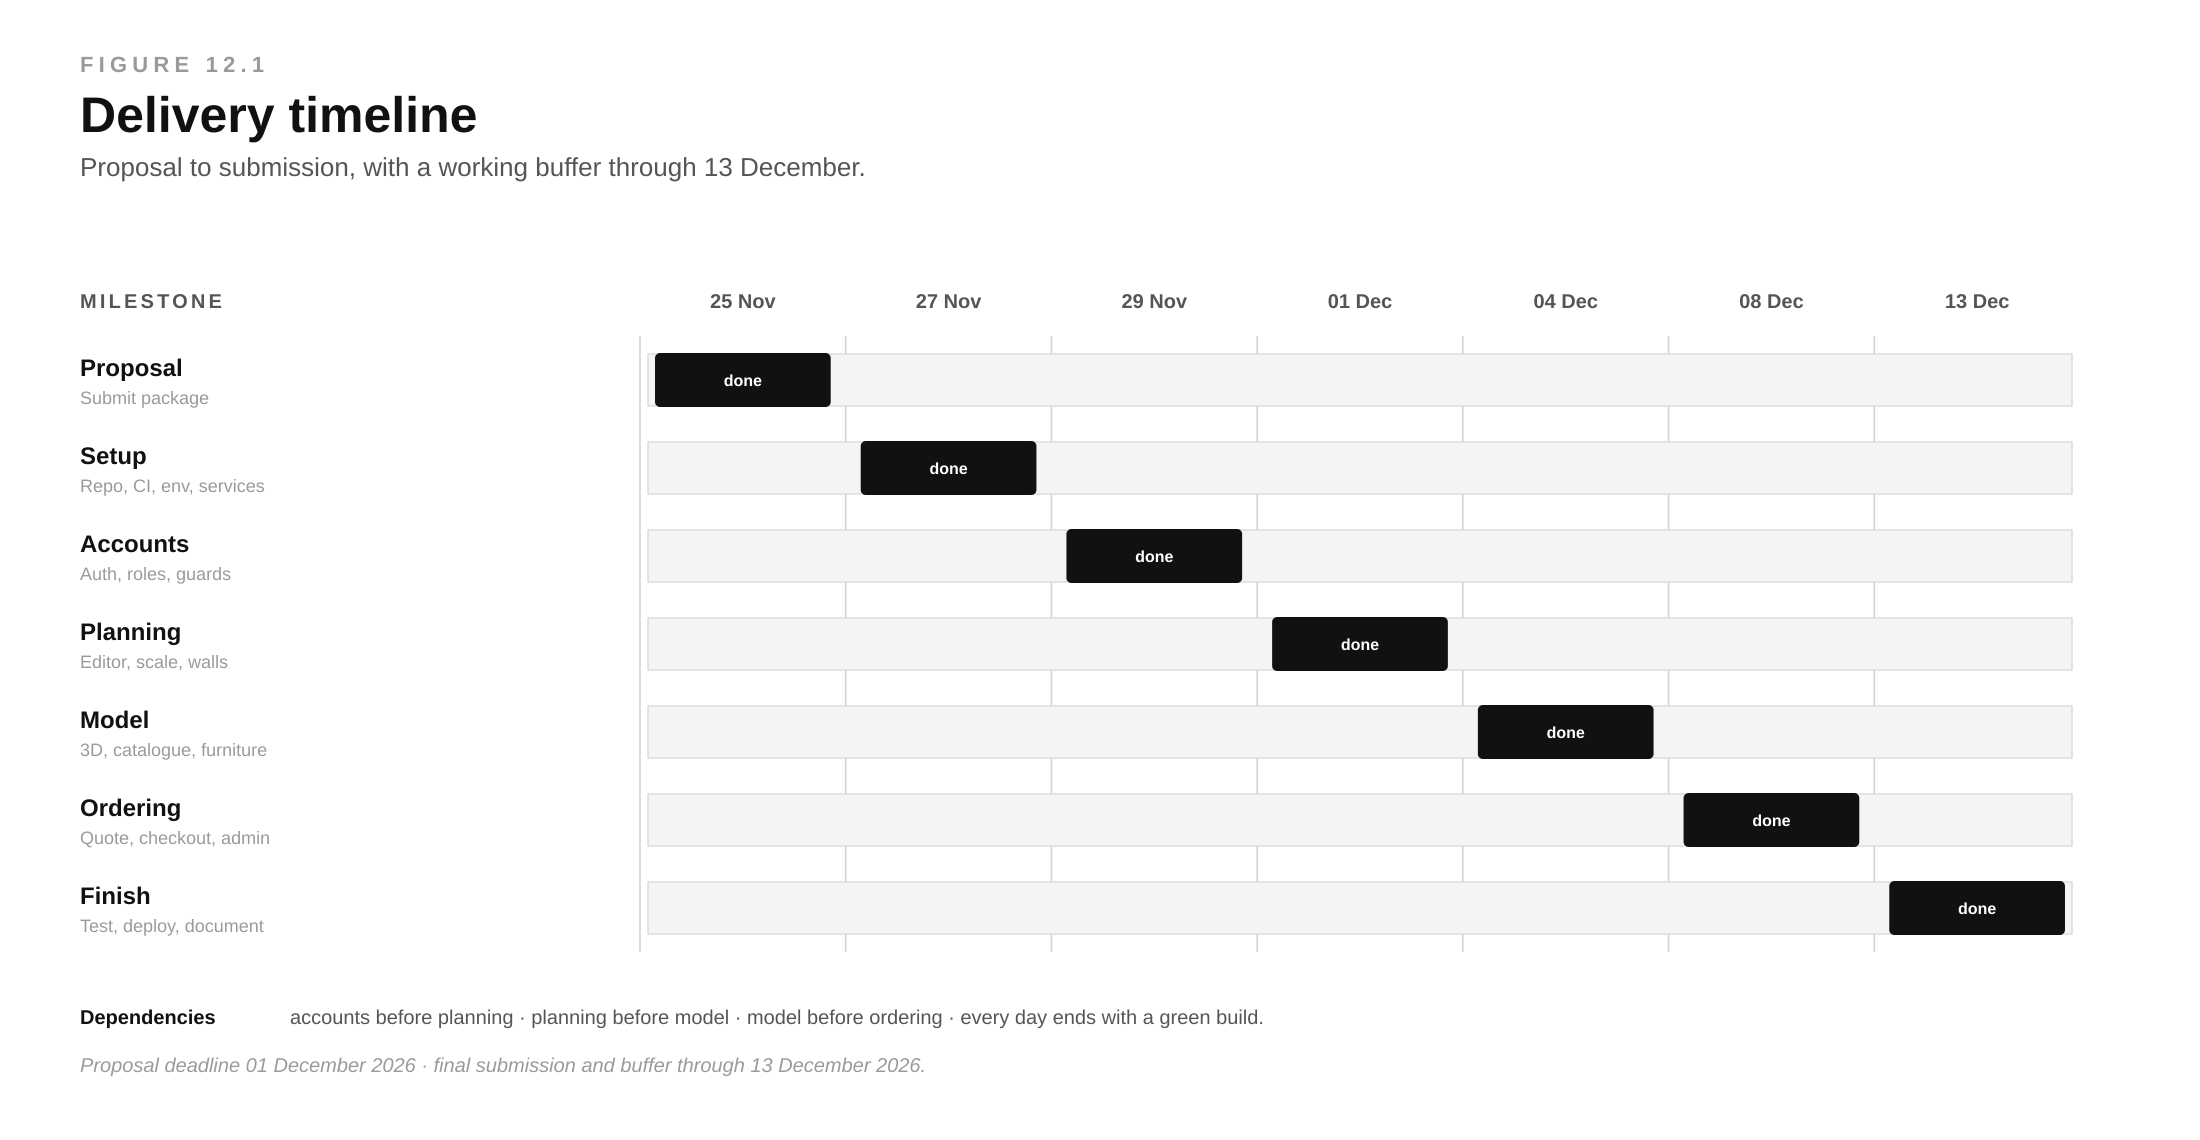 FIGURE 12.1
Delivery timeline
Proposal to submission, with a working buffer through 13 December.
MILESTONE 25 Nov 27 Nov 29 Nov 01 Dec 04 Dec 08 Dec 13 Dec
Proposal
done
Submit package
Setup
done
Repo, CI, env, services
Accounts
done
Auth, roles, guards
Planning
done
Editor, scale, walls
Model
done
3D, catalogue, furniture
Ordering
done
Quote, checkout, admin
Finish
done
Test, deploy, document
Dependencies accounts before planning · planning before model · model before ordering · every day ends with a green build.
Proposal deadline 01 December 2026 · final submission and buffer through 13 December 2026.